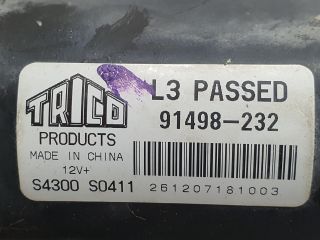 TRICO
L3 PASSED
91498-232
PRODUCTS
MADE IN CHINA
12V+
S4300 S0411
261207181003